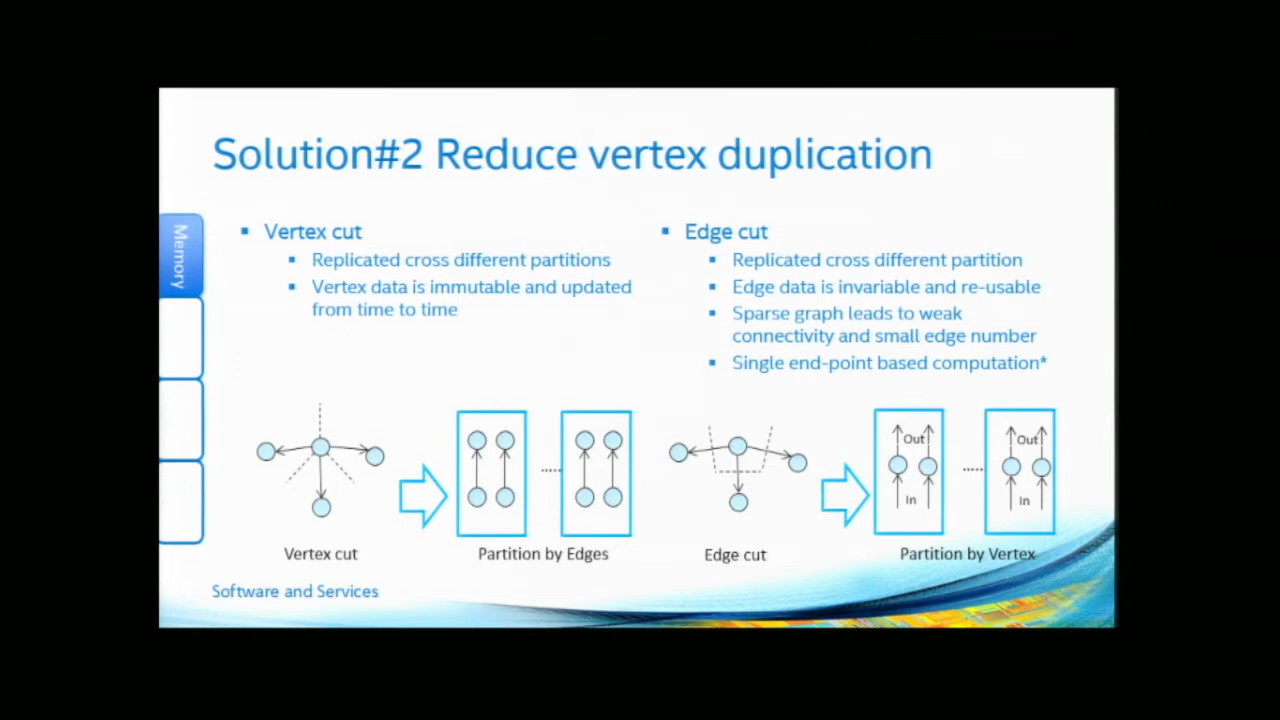 Solution#2 Reduce vertex duplication
Memory
▪ Vertex cut
▪ Replicated cross different partitions
▪ Vertex data is immutable and updated
from time to time
▪ Edge cut
▪ Replicated cross different partition
▪ Edge data is invariable and re-usable
▪ Sparse graph leads to weak
connectivity and small edge number
▪ Single end-point based computation*
.....
Out
In
.....
Out
In
Vertex cut
Partition by Edges
Edge cut
Partition by Vertex
Software and Services